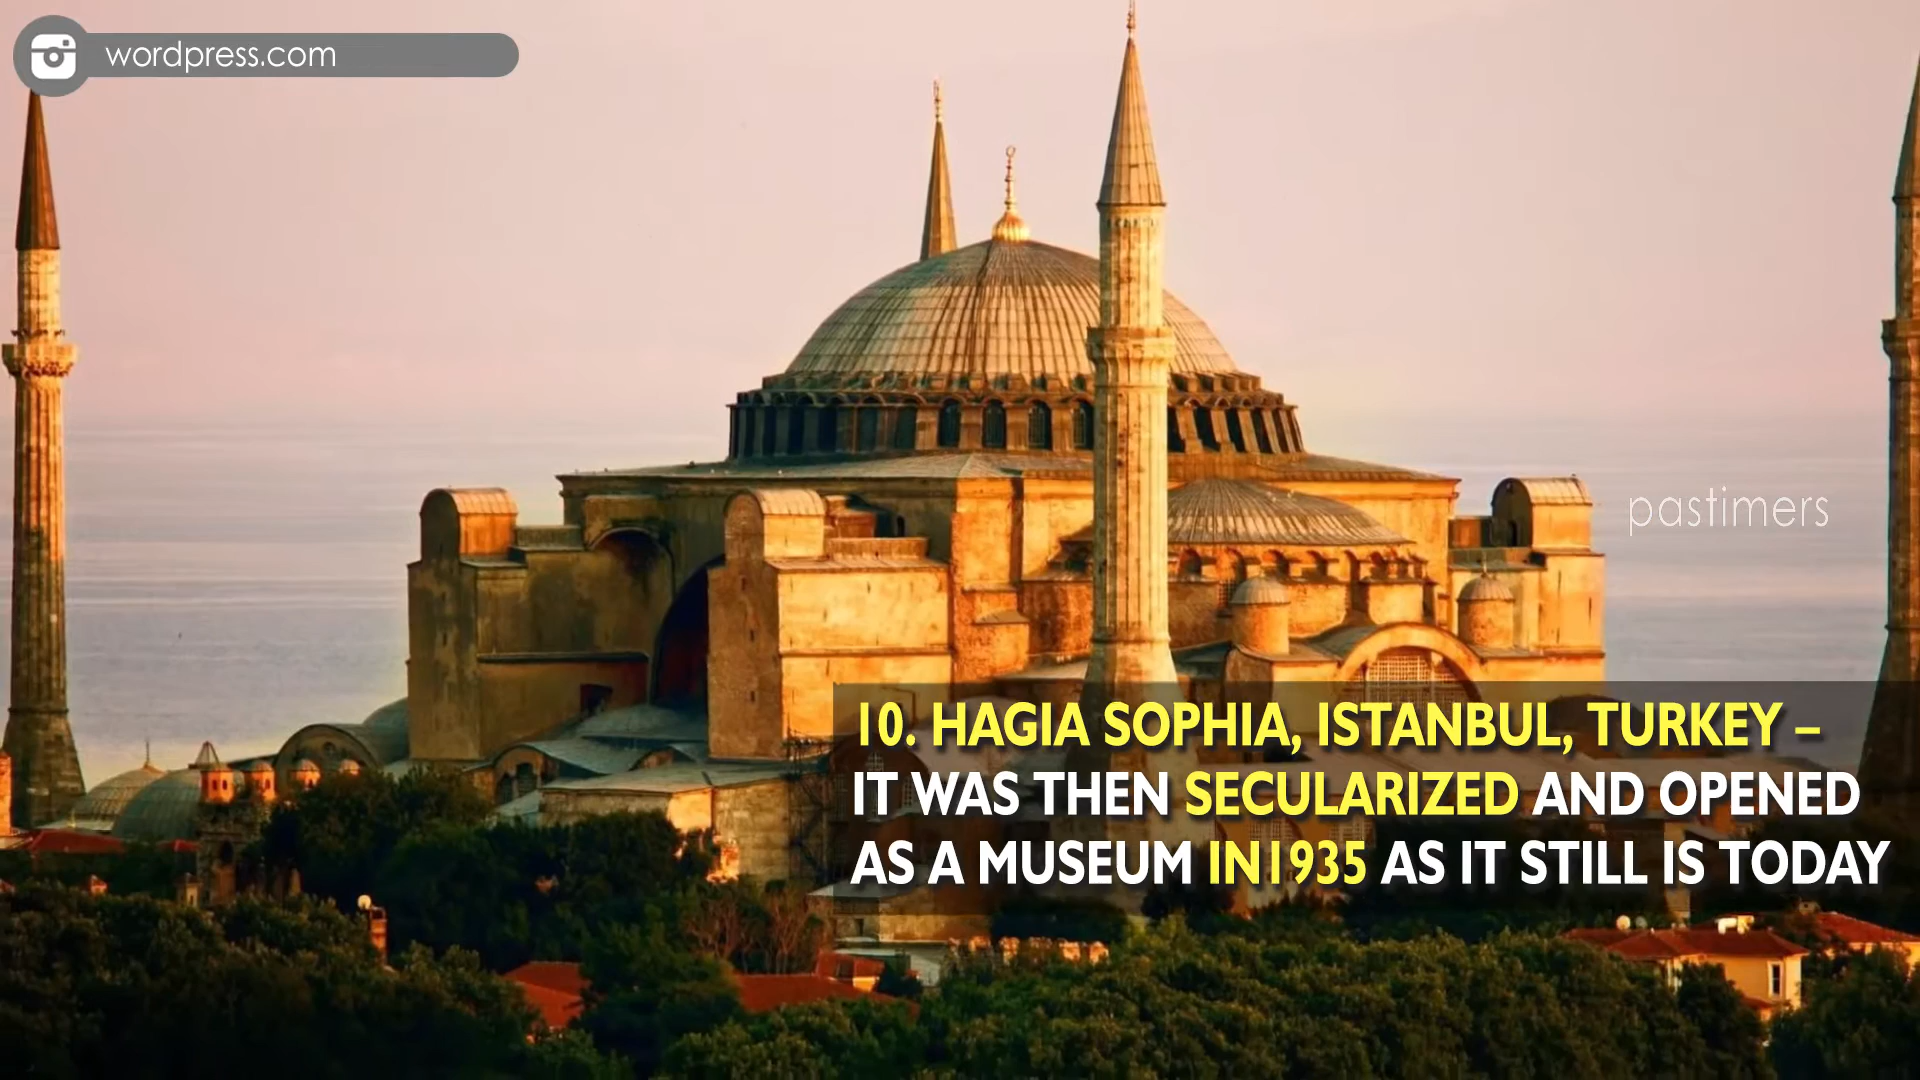 wordpress.com
pastimers
10. HAGIA SOPHIA, ISTANBUL, TURKEY –
IT WAS THEN SECULARIZED AND OPENED
AS A MUSEUM IN1935 AS IT STILL IS TODAY